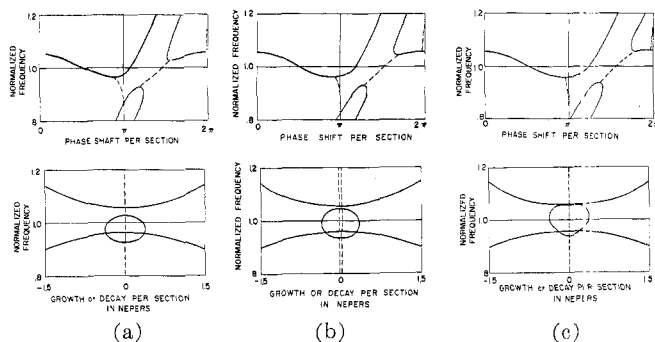 NORMALIZED FREQUENCY
1.2
1.0
.8
0
π
2π
PHASE SHAFT PER SECTION
NORMALIZED FREQUENCY
1.2
1.0
.8
0
π
2π
PHASE SHIFT PER SECTION
NORMALIZED FREQUENCY
1.2
1.0
.8
0
π
2π
PHASE SHIFT PER SECTION
NORMALIZED FREQUENCY
1.2
1.0
.8
-1.5
0
1.5
GROWTH or DECAY PER SECTION
IN NEPERS
(a)
NORMALIZED FREQUENCY
1.2
1.0
.8
-1.5
0
1.5
GROWTH OR DECAY PER SECTION
IN NEPERS
(b)
NORMALIZED FREQUENCY
1.2
1.0
.8
-1.5
0
1.5
GROWTH or DECAY PER SECTION
IN NEPERS
(c)